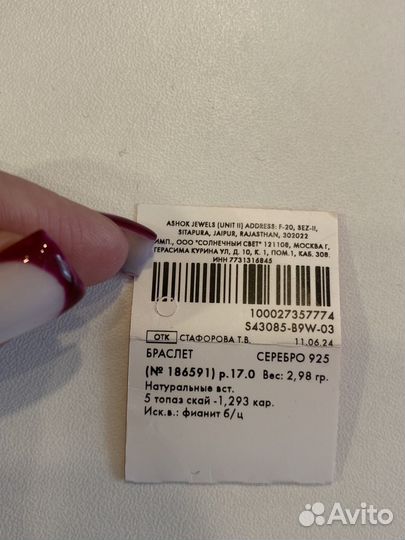 ASHOK JEWELS (UNIT II) ADDRESS: F-20, SEZ-II,
SITAPURA, JAIPUR, RAJASTHAN, 302022
ИМП., ООО "СОЛНЕЧНЫЙ СВЕТ" 121108, МОСКВА Г,
ГЕРАСИМА КУРИНА УЛ, Д. 10, К. 1, ПОМ.1, КАБ. 308.
ИНН 7731316845
100027357774
S43085-B9W-03
ОТК СТАФОРОВА Т.В. 11.06.24
БРАСЛЕТ СЕРЕБРО 925
(№ 186591) р.17.0 Вес: 2,98 гр.
Натуральные вст.
5 топаз скай -1,293 кар.
Иск.в.: фианит б/ц
Avito